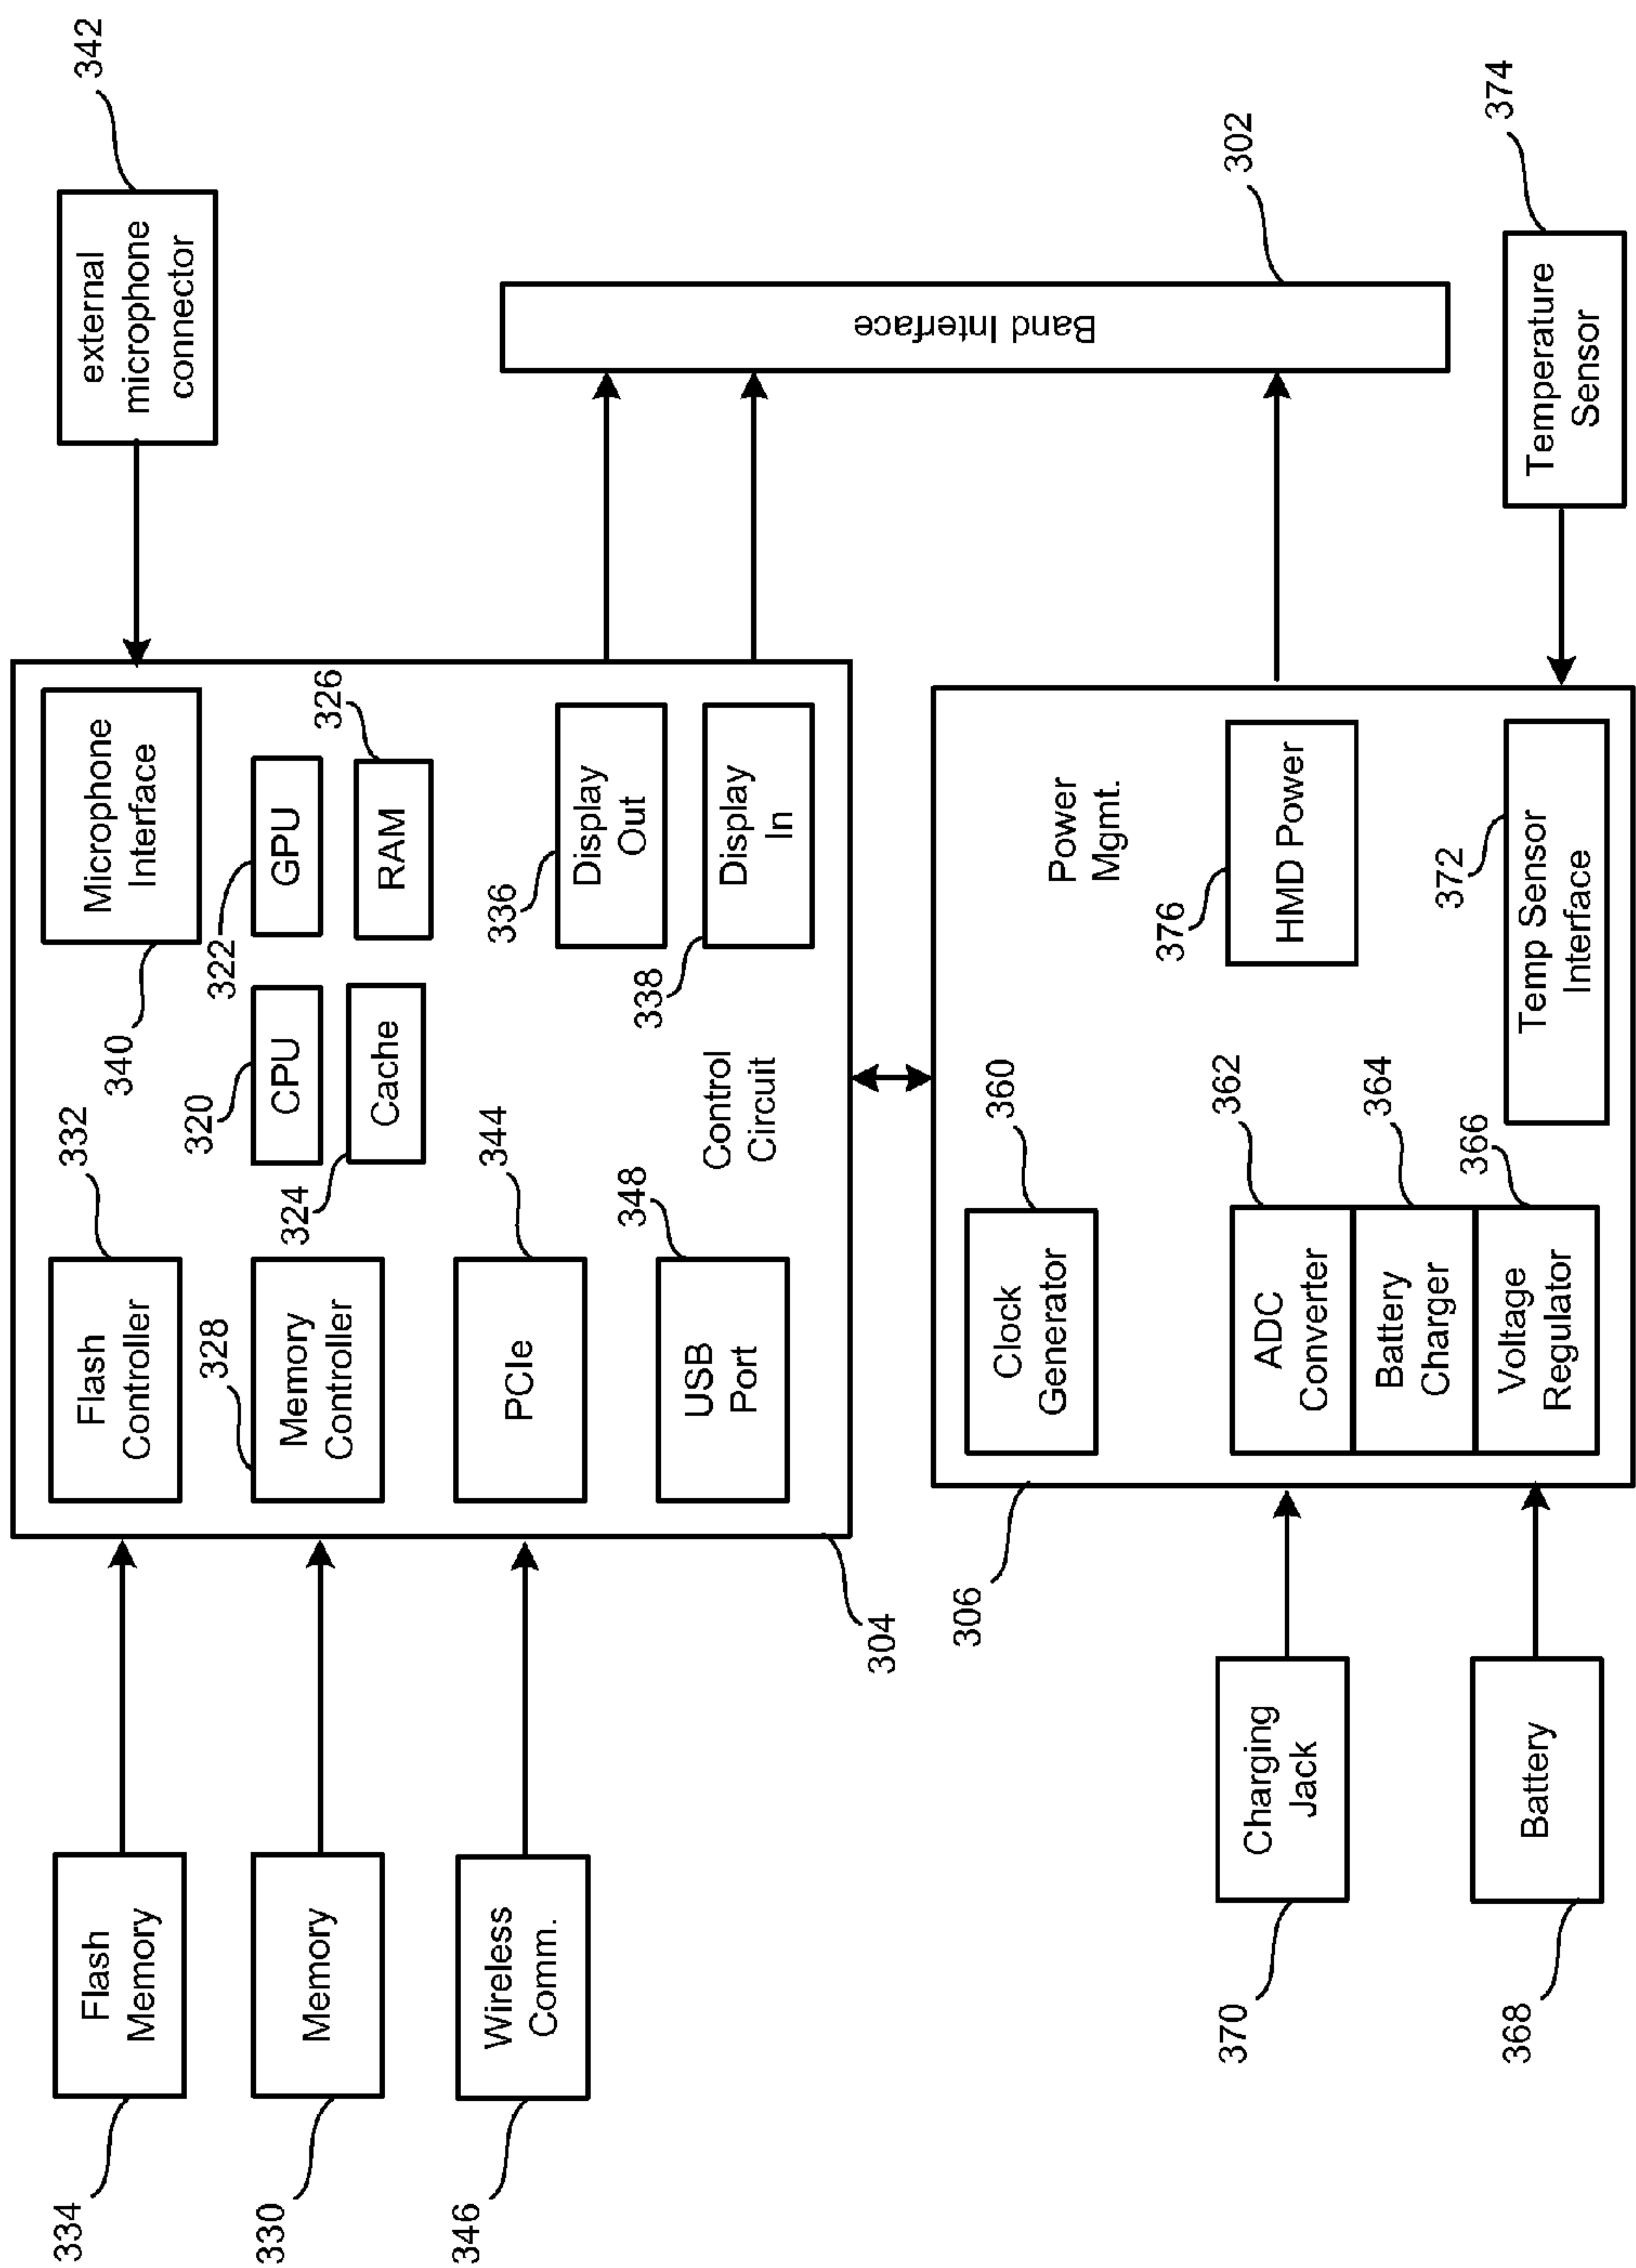 334
Flash
Memory
330
Memory
346
Wireless
Comm.
332
Flash
Controller
328
Memory
Controller
344
PCIe
348
USB
Port
340
Microphone
Interface
320
CPU
322
GPU
324
Cache
326
RAM
336
Display
Out
338
Display
In
Control
Circuit
304
342
external
microphone
connector
302
Band Interface
306
360
Clock
Generator
362
ADC
Converter
364
Battery
Charger
366
Voltage
Regulator
Power
Mgmt.
376
HMD Power
372
Temp Sensor
Interface
370
Charging
Jack
368
Battery
374
Temperature
Sensor